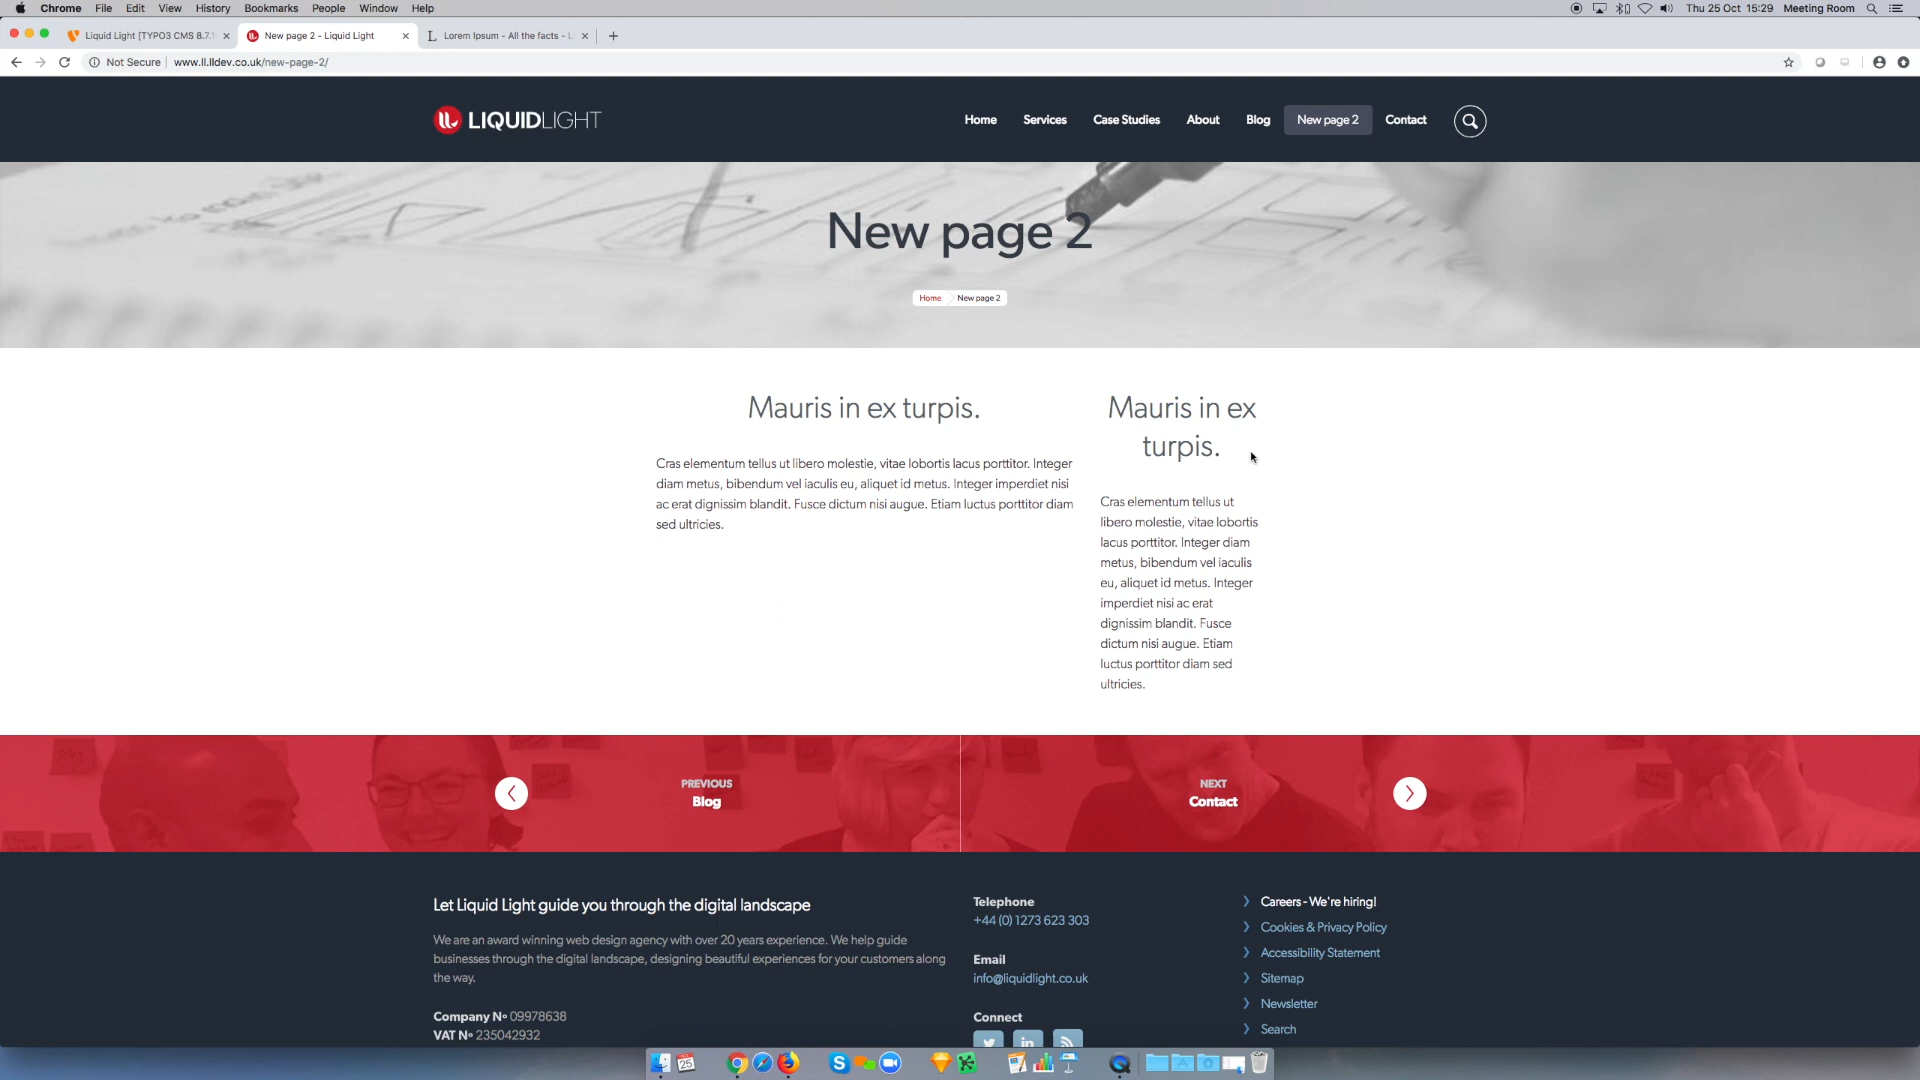 Chrome File Edit View History Bookmarks People Window Help
Thu 25 Oct 15:29 Meeting Room
Liquid Light [TYPO3 CMS 8.7.1
New page 2 - Liquid Light
Lorem Ipsum - All the facts - L
Not Secure www.ll.lldev.co.uk/new-page-2/
LIQUIDLIGHT
Home Services Case Studies About Blog New page 2 Contact
New page 2
Home New page 2
Mauris in ex turpis.
Cras elementum tellus ut libero molestie, vitae lobortis lacus porttitor. Integer
diam metus, bibendum vel iaculis eu, aliquet id metus. Integer imperdiet nisi
ac erat dignissim blandit. Fusce dictum nisi augue. Etiam luctus porttitor diam
sed ultricies.
Mauris in ex
turpis.
Cras elementum tellus ut
libero molestie, vitae lobortis
lacus porttitor. Integer diam
metus, bibendum vel iaculis
eu, aliquet id metus. Integer
imperdiet nisi ac erat
dignissim blandit. Fusce
dictum nisi augue. Etiam
luctus porttitor diam sed
ultricies.
PREVIOUS
Blog
NEXT
Contact
Let Liquid Light guide you through the digital landscape
We are an award winning web design agency with over 20 years experience. We help guide
businesses through the digital landscape, designing beautiful experiences for your customers along
the way.
Company Nº 09978638
VAT Nº 235042932
Telephone
+44 (0) 1273 623 303
Email
info@liquidlight.co.uk
Connect
Careers - We're hiring!
Cookies & Privacy Policy
Accessibility Statement
Sitemap
Newsletter
Search
25